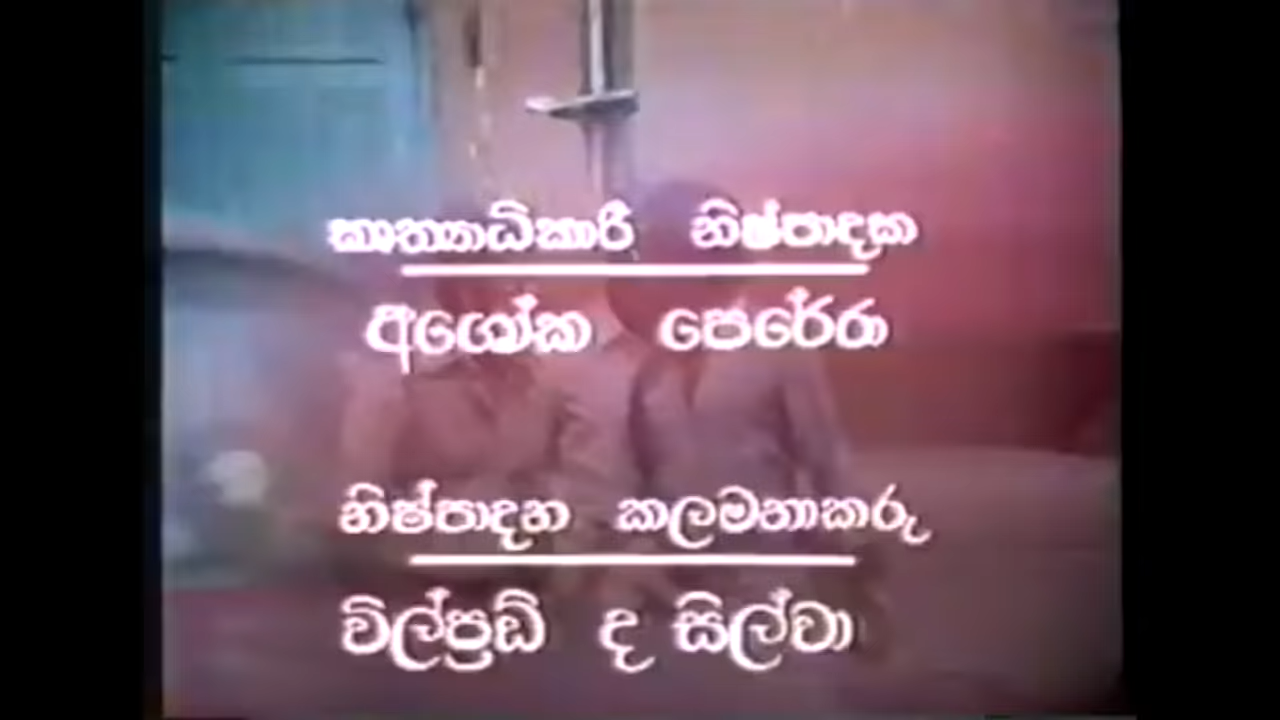 කෘත්‍යාධිකාරී නිෂ්පාදක
අශෝක පෙරේරා
නිෂ්පාදන කලමනාකරු
විල්ප්‍රඩ් ද සිල්වා